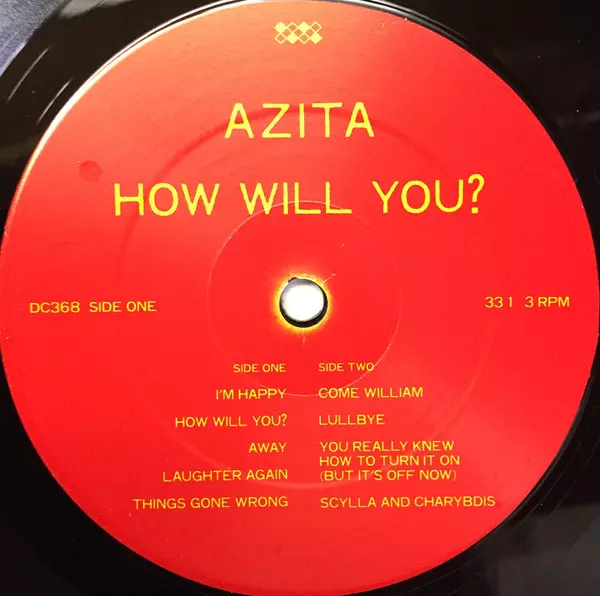 AZITA
HOW WILL YOU?
DC368 SIDE ONE
33 1 3 RPM
SIDE ONE
I'M HAPPY
HOW WILL YOU?
AWAY
LAUGHTER AGAIN
THINGS GONE WRONG
SIDE TWO
COME WILLIAM
LULLBYE
YOU REALLY KNEW
HOW TO TURN IT ON
(BUT IT'S OFF NOW)
SCYLLA AND CHARYBDIS